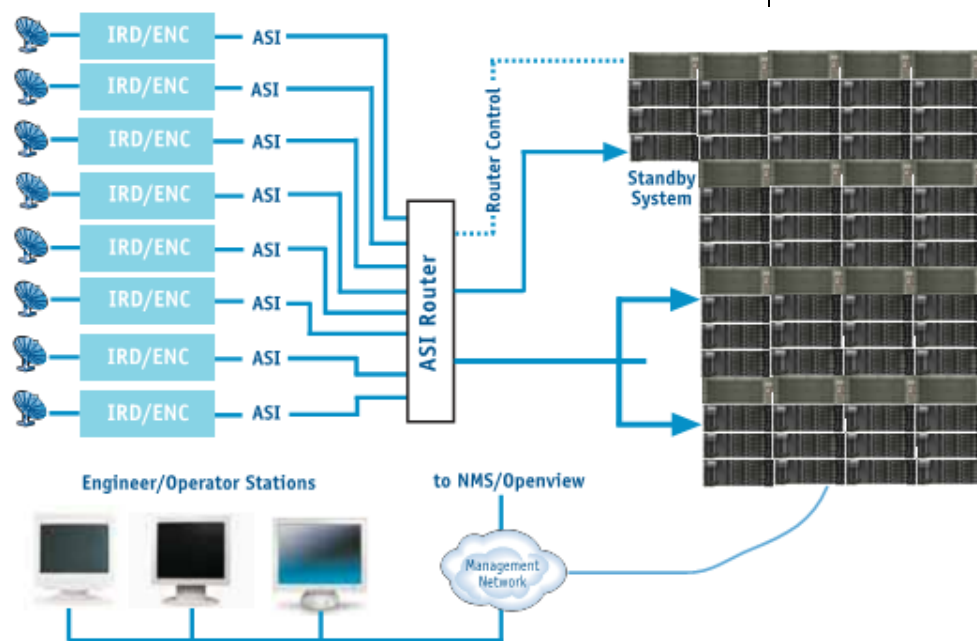 IRD/ENC ASI
IRD/ENC ASI
IRD/ENC ASI
IRD/ENC ASI
IRD/ENC ASI
IRD/ENC ASI
IRD/ENC ASI
IRD/ENC ASI
ASI Router
Router Control
Standby
System
Engineer/Operator Stations
to NMS/Openview
Management
Network